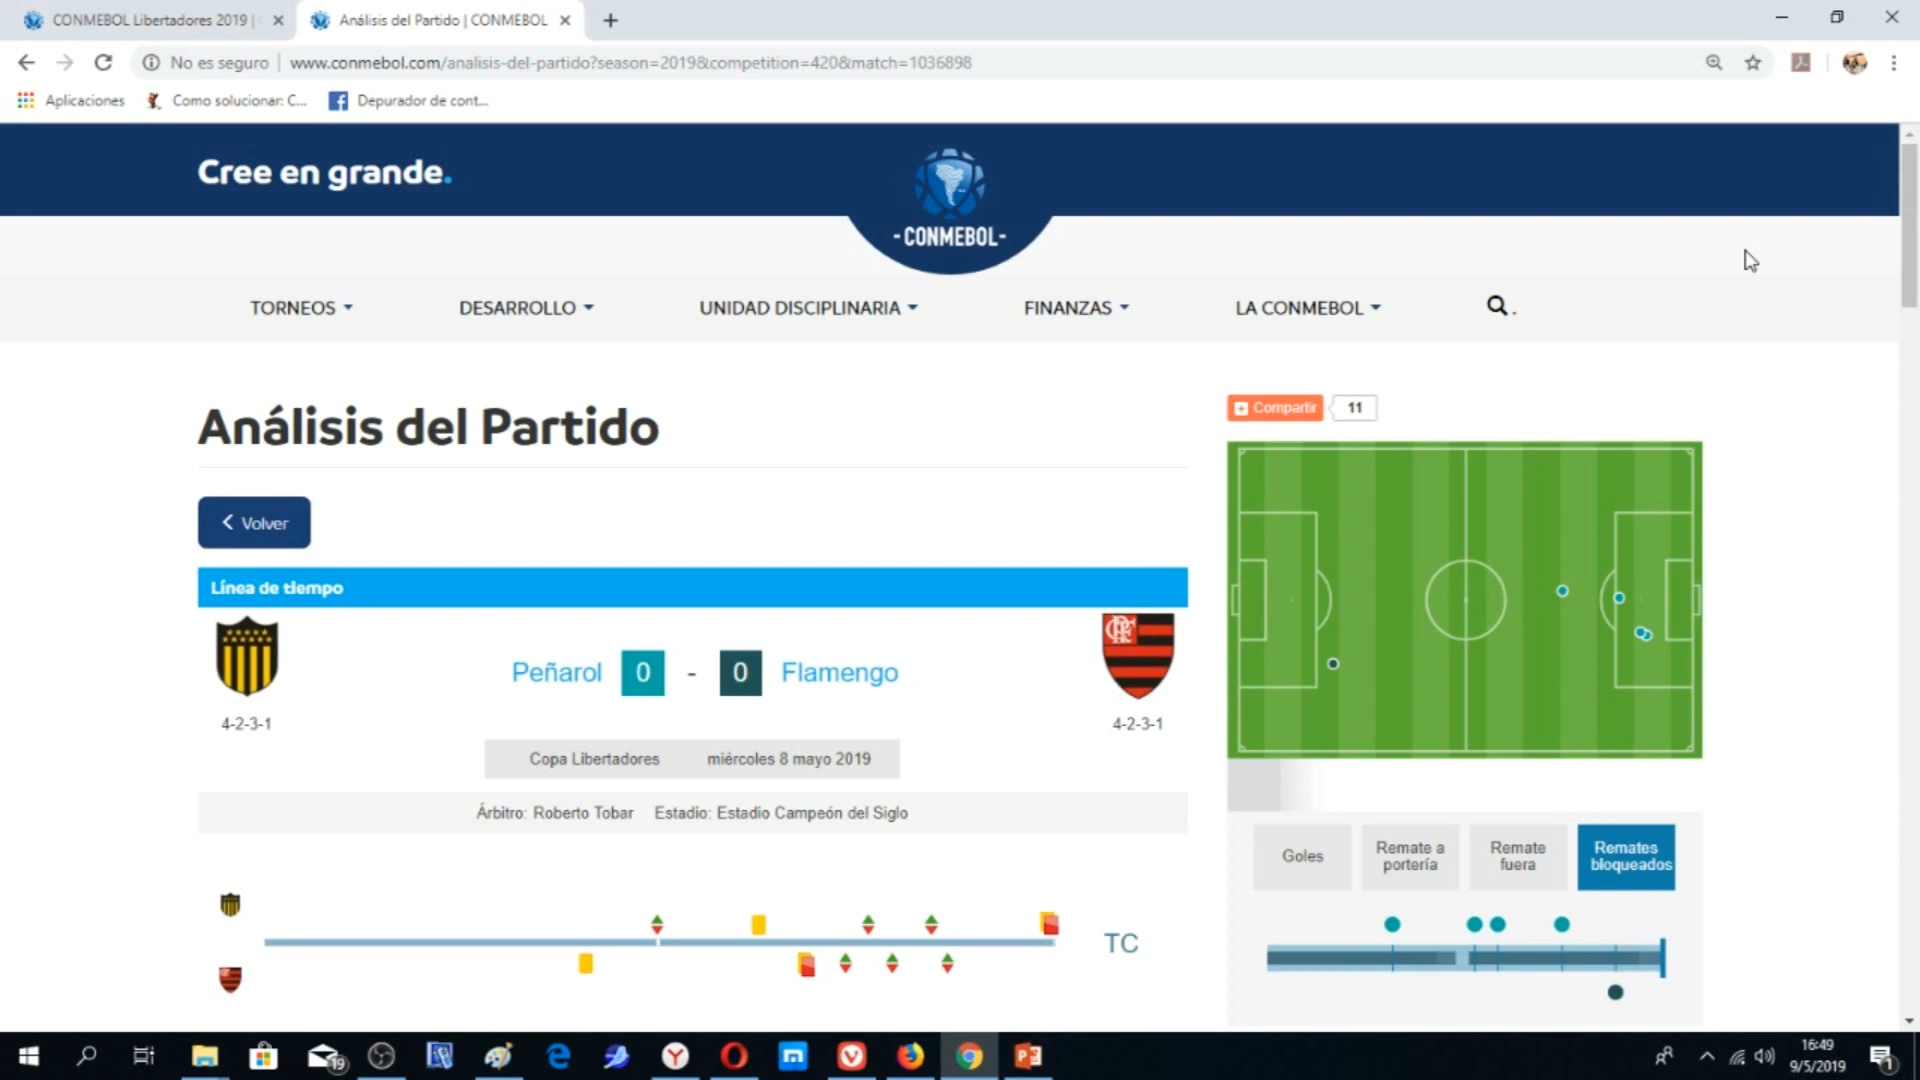 CONMEBOL Libertadores 2019 |
Análisis del Partido | CONMEBOL
No es seguro | www.conmebol.com/analisis-del-partido?season=2019&competition=420&match=1036898
Aplicaciones
Como solucionar: C...
Depurador de cont...
Cree en grande.
- CONMEBOL -
TORNEOS
DESARROLLO
UNIDAD DISCIPLINARIA
FINANZAS
LA CONMEBOL
.
Análisis del Partido
Compartir
11
Volver
Línea de tiempo
Peñarol 0 - 0 Flamengo
4-2-3-1
4-2-3-1
Copa Libertadores miércoles 8 mayo 2019
Árbitro: Roberto Tobar Estadio: Estadio Campeón del Siglo
TC
Goles
Remate a
portería
Remate
fuera
Remates
bloqueados
19
16:49
9/5/2019
1